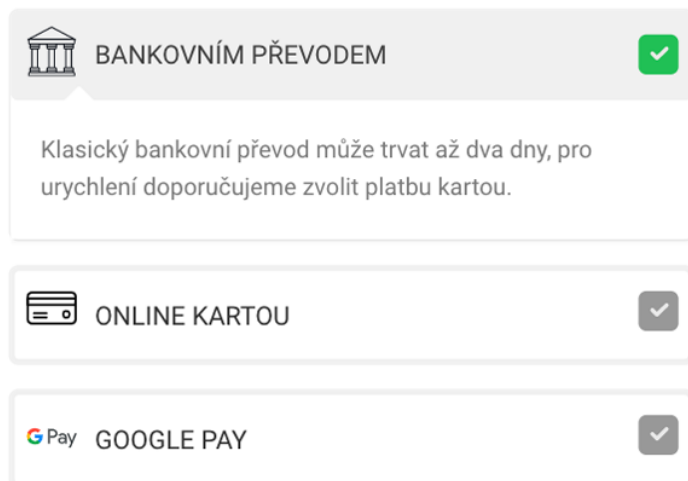 BANKOVNÍM PŘEVODEM
Klasický bankovní převod může trvat až dva dny, pro
urychlení doporučujeme zvolit platbu kartou.
ONLINE KARTOU
G Pay GOOGLE PAY